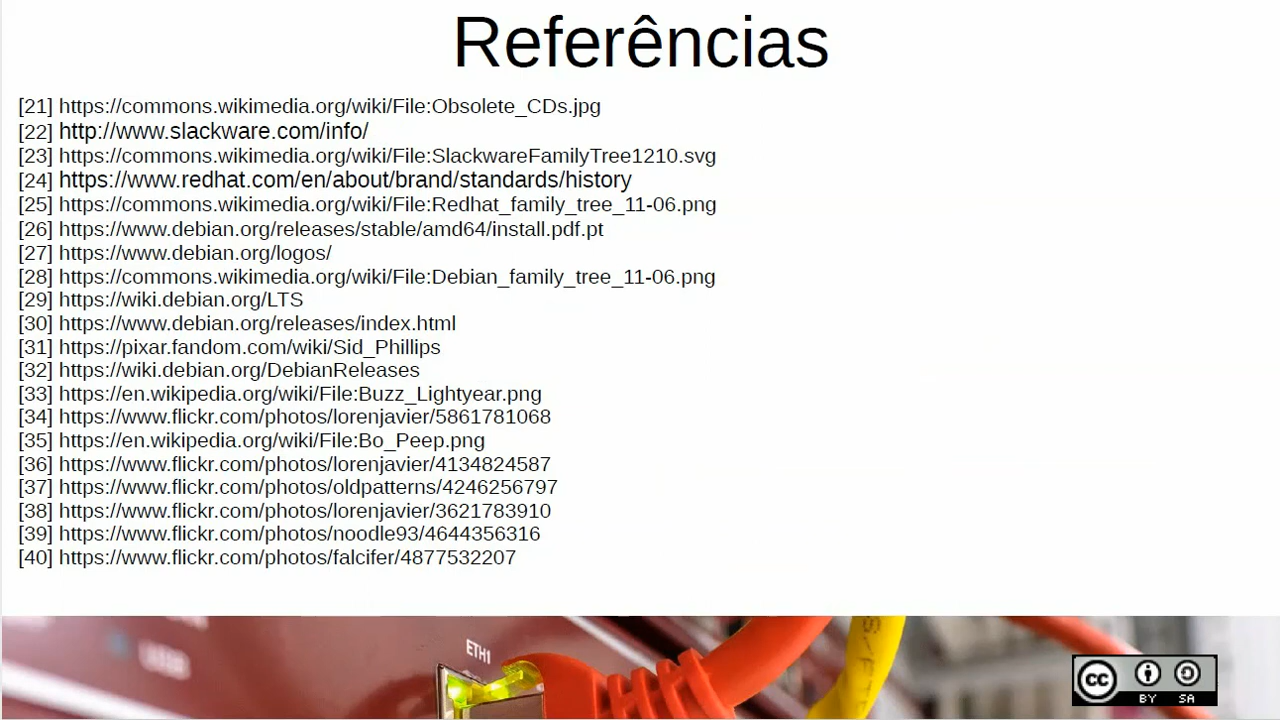 Referências
[21] https://commons.wikimedia.org/wiki/File:Obsolete_CDs.jpg
[22] http://www.slackware.com/info/
[23] https://commons.wikimedia.org/wiki/File:SlackwareFamilyTree1210.svg
[24] https://www.redhat.com/en/about/brand/standards/history
[25] https://commons.wikimedia.org/wiki/File:Redhat_family_tree_11-06.png
[26] https://www.debian.org/releases/stable/amd64/install.pdf.pt
[27] https://www.debian.org/logos/
[28] https://commons.wikimedia.org/wiki/File:Debian_family_tree_11-06.png
[29] https://wiki.debian.org/LTS
[30] https://www.debian.org/releases/index.html
[31] https://pixar.fandom.com/wiki/Sid_Phillips
[32] https://wiki.debian.org/DebianReleases
[33] https://en.wikipedia.org/wiki/File:Buzz_Lightyear.png
[34] https://www.flickr.com/photos/lorenjavier/5861781068
[35] https://en.wikipedia.org/wiki/File:Bo_Peep.png
[36] https://www.flickr.com/photos/lorenjavier/4134824587
[37] https://www.flickr.com/photos/oldpatterns/4246256797
[38] https://www.flickr.com/photos/lorenjavier/3621783910
[39] https://www.flickr.com/photos/noodle93/4644356316
[40] https://www.flickr.com/photos/falcifer/4877532207
ETH1
cc
BY SA